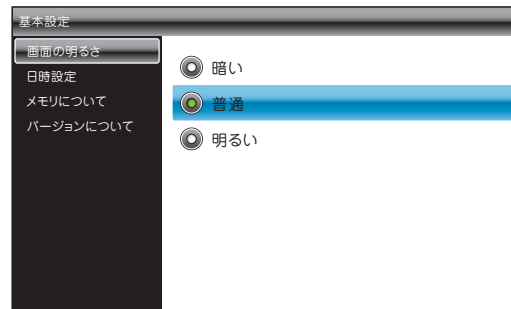 基本設定
画面の明るさ
日時設定
メモリについて
バージョンについて
暗い
普通
明るい